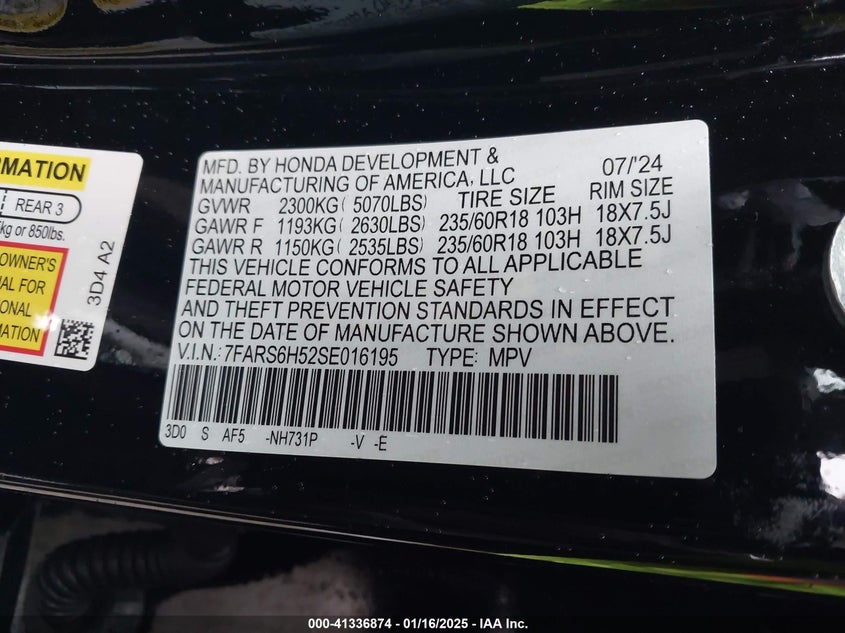 RMATION
REAR 3
kg or 850lbs.
OWNER'S
AL FOR
ONAL
MATION
3D4 A2
MFD. BY HONDA DEVELOPMENT & 07/'24
MANUFACTURING OF AMERICA, LLC
TIRE SIZE RIM SIZE
GVWR 2300KG( 5070LBS)
GAWR F 1193KG( 2630LBS) 235/60R18 103H 18X7.5J
GAWR R 1150KG( 2535LBS) 235/60R18 103H 18X7.5J
THIS VEHICLE CONFORMS TO ALL APPLICABLE
FEDERAL MOTOR VEHICLE SAFETY
AND THEFT PREVENTION STANDARDS IN EFFECT
ON THE DATE OF MANUFACTURE SHOWN ABOVE.
V.I.N.: 7FARS6H52SE016195 TYPE: MPV
3D0 S AF5 -NH731P -V -E
000-41336874 — 01/16/2025 — IAA Inc.